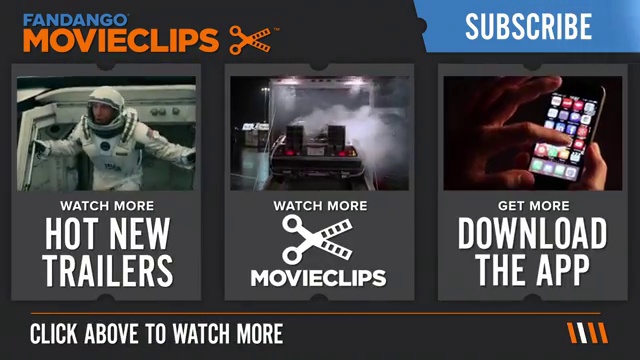 FANDANGO
MOVIECLIPS ™
SUBSCRIBE
WATCH MORE
HOT NEW
TRAILERS
WATCH MORE
MOVIECLIPS
GET MORE
DOWNLOAD
THE APP
CLICK ABOVE TO WATCH MORE